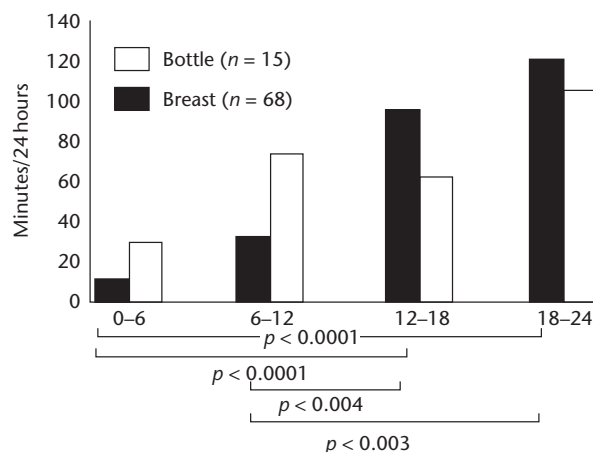 140
120
100
80
60
40
20
0
Minutes/24 hours
Bottle (n = 15)
Breast (n = 68)
0–6 6–12 12–18 18–24
p < 0.0001
p < 0.0001
p < 0.004
p < 0.003